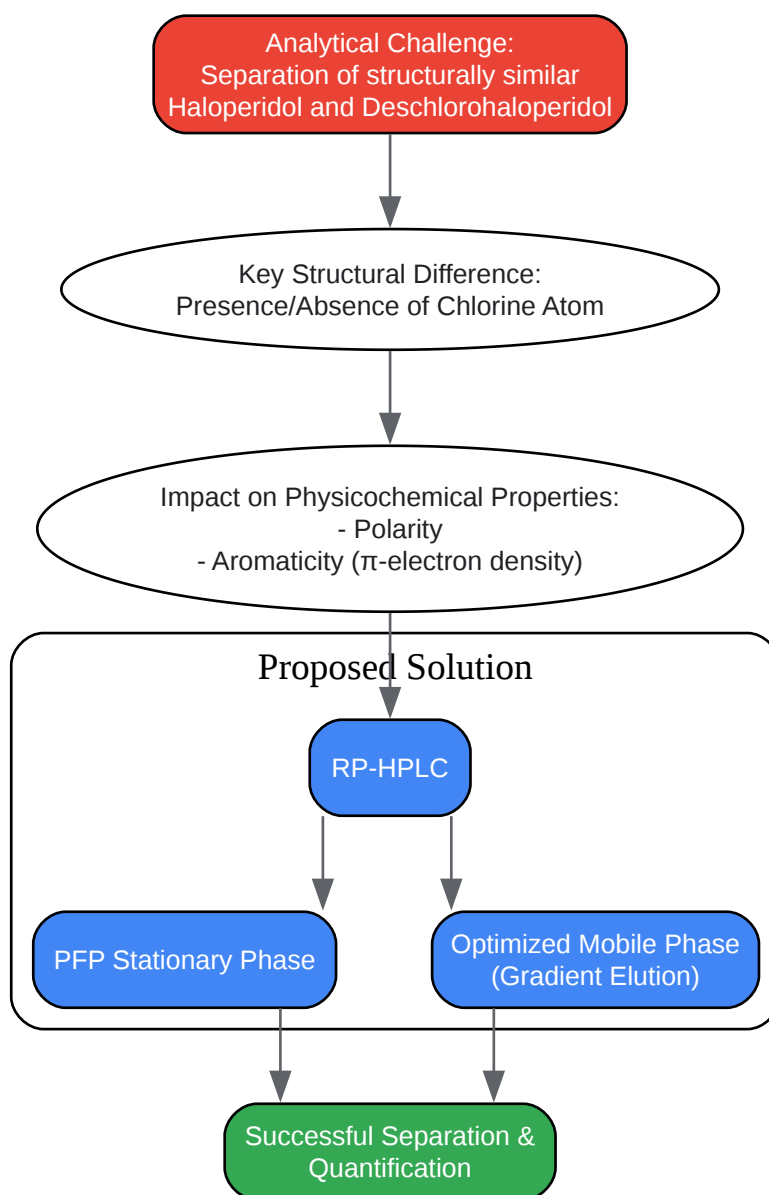 Analytical Challenge:
Separation of structurally similar
Haloperidol and Deschlorohaloperidol
Key Structural Difference:
Presence/Absence of Chlorine Atom
Impact on Physicochemical Properties:
- Polarity
- Aromaticity (π-electron density)
Proposed Solution
RP-HPLC
PFP Stationary Phase
Optimized Mobile Phase
(Gradient Elution)
Successful Separation &
Quantification